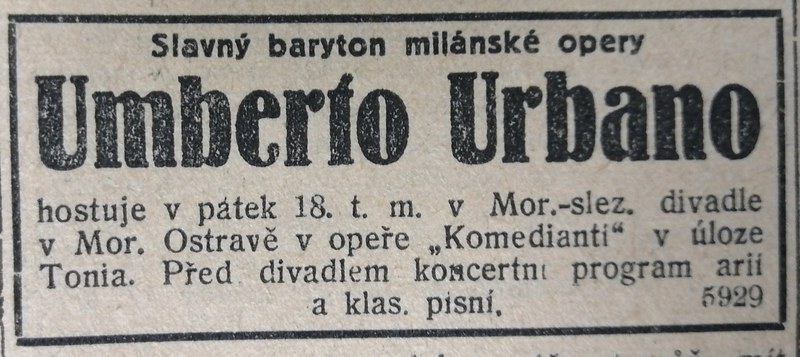 Slavný baryton milánské opery
Umberto Urbano
hostuje v pátek 18. t. m. v Mor.-slez. divadle
v Mor. Ostravě v opeře „Komedianti“ v úloze
Tonia. Před divadlem koncertní program arií
a klas. písní. 5929